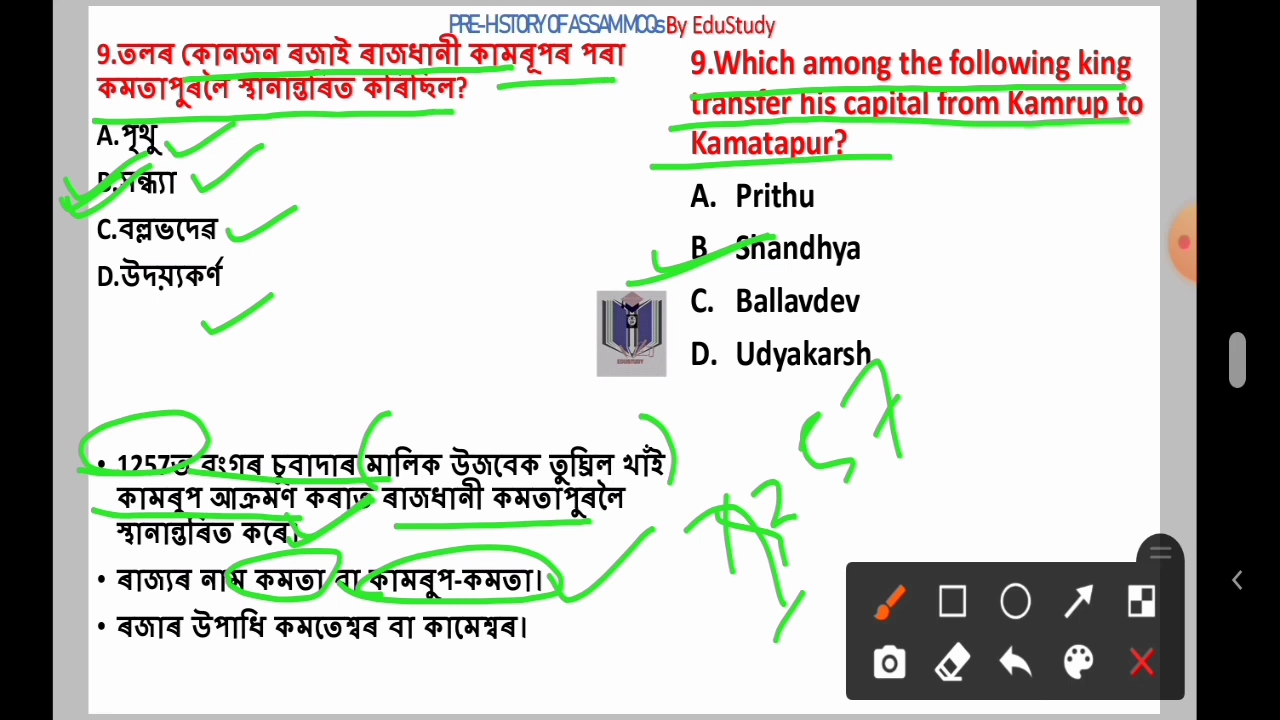 PRE-HISTORY OF ASSAM MCQs By EduStudy
9.তলৰ কোনজন ৰজাই ৰাজধানী কামৰূপৰ পৰা
কমতাপুৰলৈ স্থানান্তৰিত কৰিছিল?
A.পৃথু
B.সন্ধ্যা
C.বল্লভদেৱ
D.উদয়্যকৰ্ণ
9.Which among the following king
transfer his capital from Kamrup to
Kamatapur?
A. Prithu
B. Shandhya
C. Ballavdev
D. Udyakarsh
EDUSTUDY
• 1257ত বংগৰ চুবাদাৰ মালিক উজবেক তুঘ্রিল খাঁই
কামৰূপ আক্ৰমণ কৰাত ৰাজধানী কমতাপুৰলৈ
স্থানান্তৰিত কৰে।
• ৰাজ্যৰ নাম কমতা বা কামৰূপ-কমতা।
• ৰজাৰ উপাধি কমতেশ্বৰ বা কামেশ্বৰ।